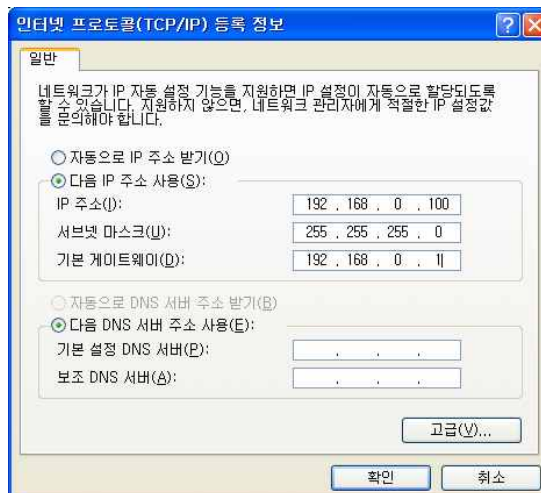 인터넷 프로토콜(TCP/IP) 등록 정보
일반
네트워크가 IP 자동 설정 기능을 지원하면 IP 설정이 자동으로 할당되도록
할 수 있습니다. 지원하지 않으면, 네트워크 관리자에게 적절한 IP 설정값
을 문의해야 합니다.
자동으로 IP 주소 받기(O)
다음 IP 주소 사용(S):
IP 주소(I): 192 . 168 . 0 . 100
서브넷 마스크(U): 255 . 255 . 255 . 0
기본 게이트웨이(D): 192 . 168 . 0 . 1
자동으로 DNS 서버 주소 받기(B)
다음 DNS 서버 주소 사용(E):
기본 설정 DNS 서버(P): . . .
보조 DNS 서버(A): . . .
고급(V)...
확인 취소